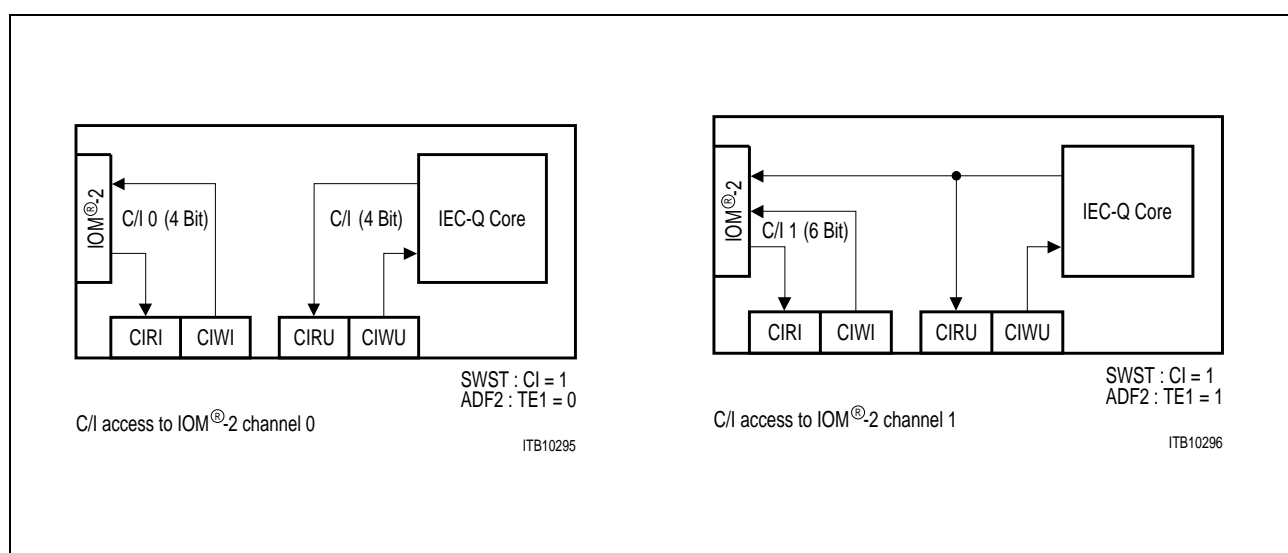 IOM®-2
C/I 0 (4 Bit)
C/I (4 Bit)
IEC-Q Core
CIRI
CIWI
CIRU
CIWU
SWST : CI = 1
ADF2 : TE1 = 0
C/I access to IOM®-2 channel 0
ITB10295
IOM®-2
C/I 1 (6 Bit)
IEC-Q Core
CIRI
CIWI
CIRU
CIWU
SWST : CI = 1
ADF2 : TE1 = 1
C/I access to IOM®-2 channel 1
ITB10296